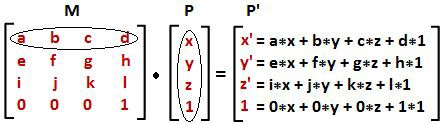 M P P'
a b c d x x' = a*x + b*y + c*z + d*1
e f g h y y' = e*x + f*y + g*z + h*1
i j k l z z' = i*x + j*y + k*z + l*1
0 0 0 1 1 1 = 0*x + 0*y + 0*z + 1*1